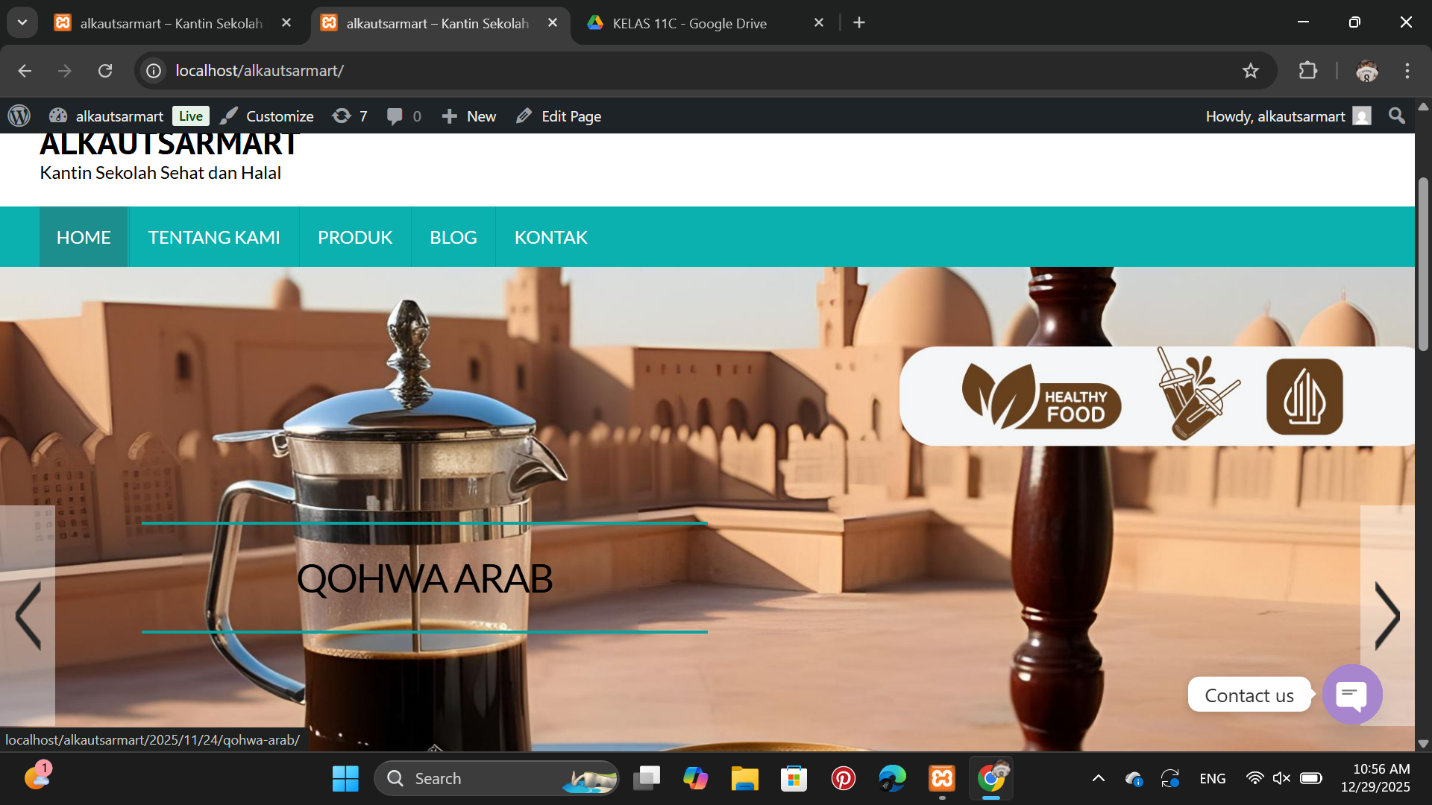 alkautsarmart – Kantin Sekolah
alkautsarmart – Kantin Sekolah
KELAS 11C - Google Drive
localhost/alkautsarmart/
alkautsarmart Live Customize 7 0 New Edit Page Howdy, alkautsarmart
ALKAUTSARMART
Kantin Sekolah Sehat dan Halal
HOME TENTANG KAMI PRODUK BLOG KONTAK
HEALTHY
FOOD
QOHWA ARAB
Contact us
localhost/alkautsarmart/2025/11/24/qohwa-arab/
1
Search
ENG
10:56 AM
12/29/2025